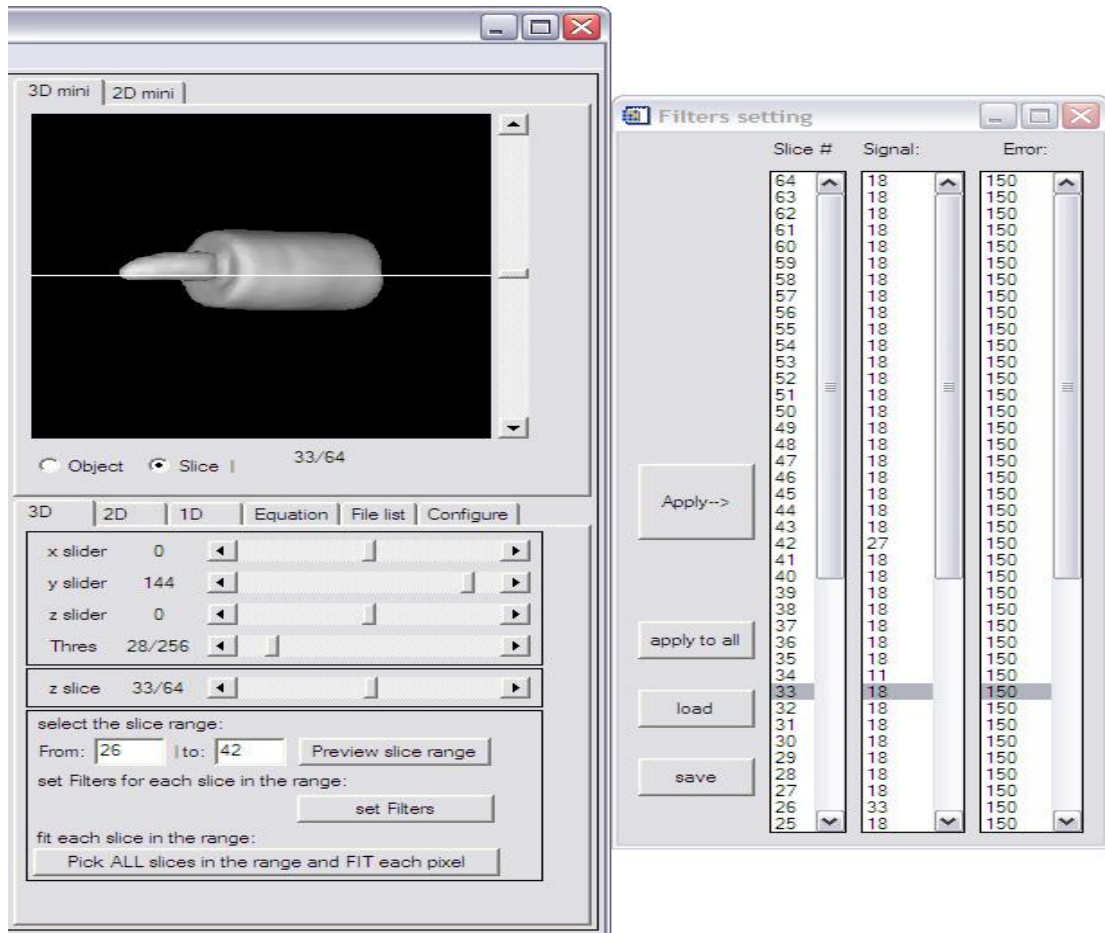 3D mini 2D mini
Object Slice 33/64
3D 2D 1D Equation File list Configure
x slider 0
y slider 144
z slider 0
Thres 28/256
z slice 33/64
select the slice range:
From: 26 to: 42 Preview slice range
set Filters for each slice in the range:
set Filters
fit each slice in the range:
Pick ALL slices in the range and FIT each pixel
Filters setting
Slice # Signal: Error:
64 18 150
63 18 150
62 18 150
61 18 150
60 18 150
59 18 150
58 18 150
57 18 150
56 18 150
55 18 150
54 18 150
53 18 150
52 18 150
51 18 150
50 18 150
49 18 150
48 18 150
47 18 150
46 18 150
45 18 150
44 18 150
43 18 150
42 27 150
41 18 150
40 18 150
39 18 150
38 18 150
37 18 150
36 18 150
35 18 150
34 11 150
33 18 150
32 18 150
31 18 150
30 18 150
29 18 150
28 18 150
27 18 150
26 33 150
25 18 150
Apply-->
apply to all
load
save